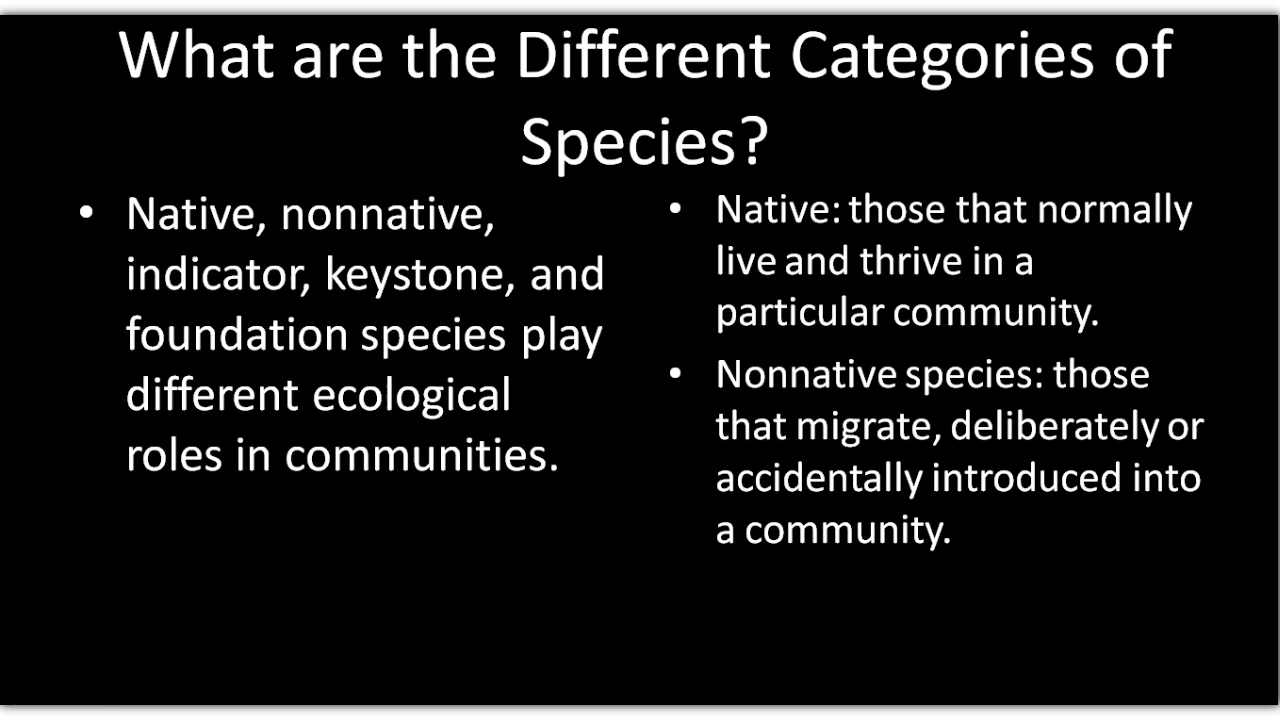 What are the Different Categories of
Species?
• Native, nonnative,
indicator, keystone, and
foundation species play
different ecological
roles in communities.
• Native: those that normally
live and thrive in a
particular community.
• Nonnative species: those
that migrate, deliberately or
accidentally introduced into
a community.